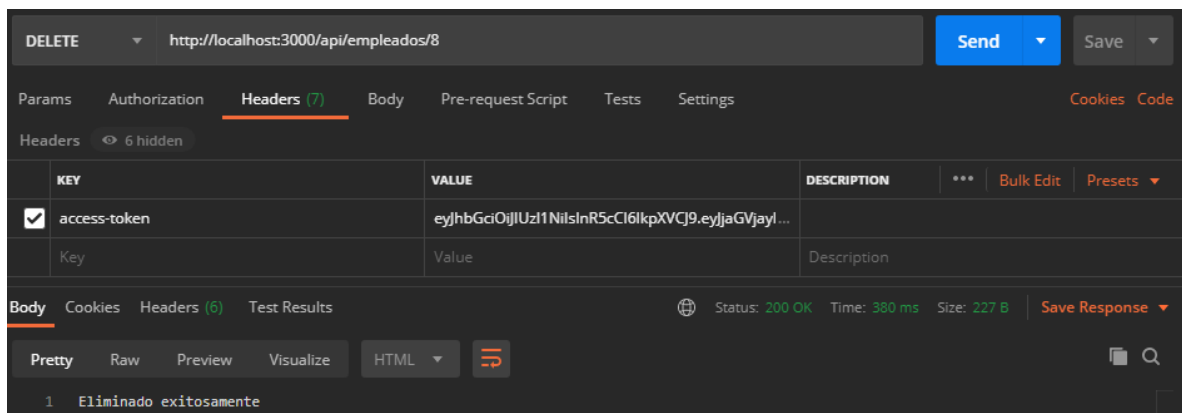 DELETE http://localhost:3000/api/empleados/8 Send Save
Params Authorization Headers (7) Body Pre-request Script Tests Settings Cookies Code
Headers 6 hidden
KEY VALUE DESCRIPTION ••• Bulk Edit Presets
access-token eyJhbGciOiJIUzI1NiIsInR5cCI6IkpXVCJ9.eyJjaGVjayI...
Key Value Description
Body Cookies Headers (6) Test Results Status: 200 OK Time: 380 ms Size: 227 B Save Response
Pretty Raw Preview Visualize HTML
1 Eliminado exitosamente